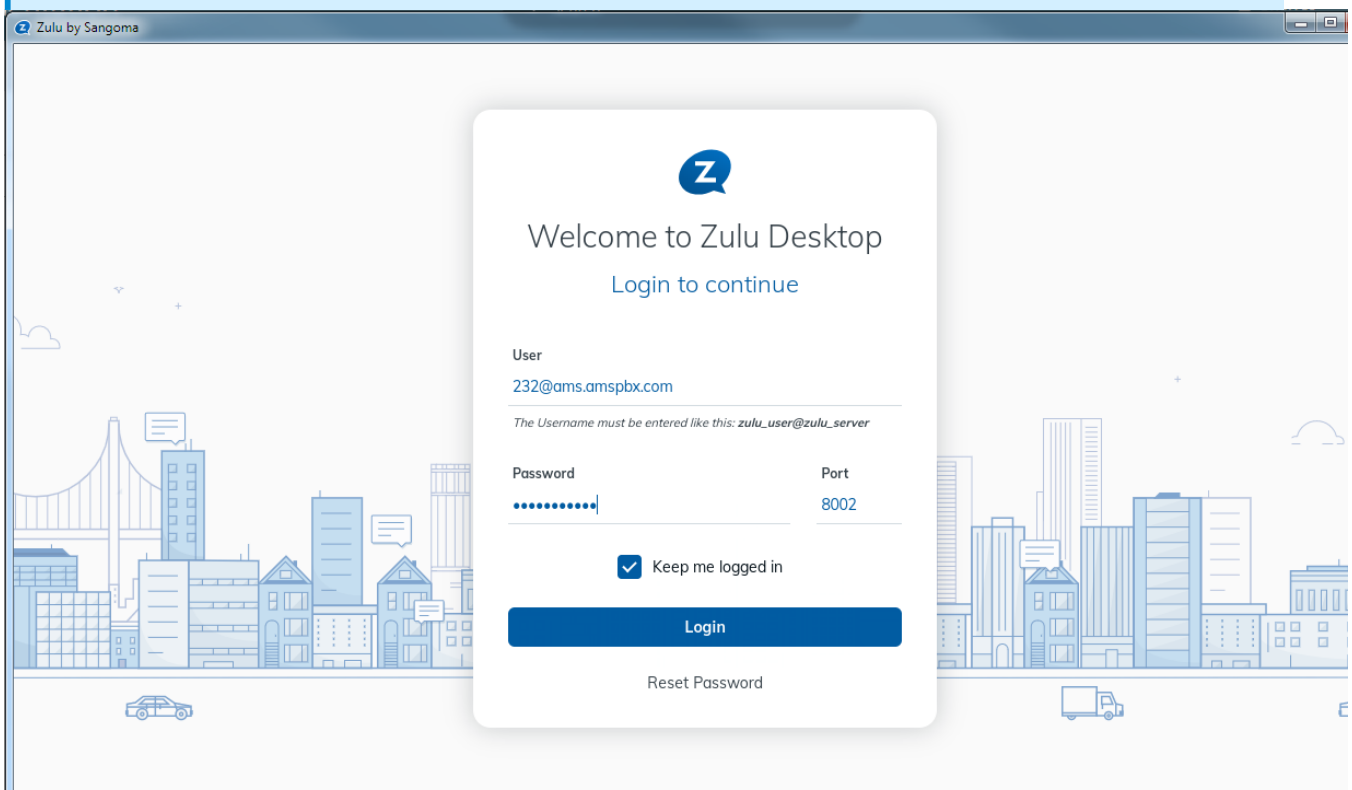 Zulu by Sangoma
Z
Welcome to Zulu Desktop
Login to continue
User
232@ams.amspbx.com
The Username must be entered like this: zulu_user@zulu_server
Password
Port
•••••••••••
8002
Keep me logged in
Login
Reset Password